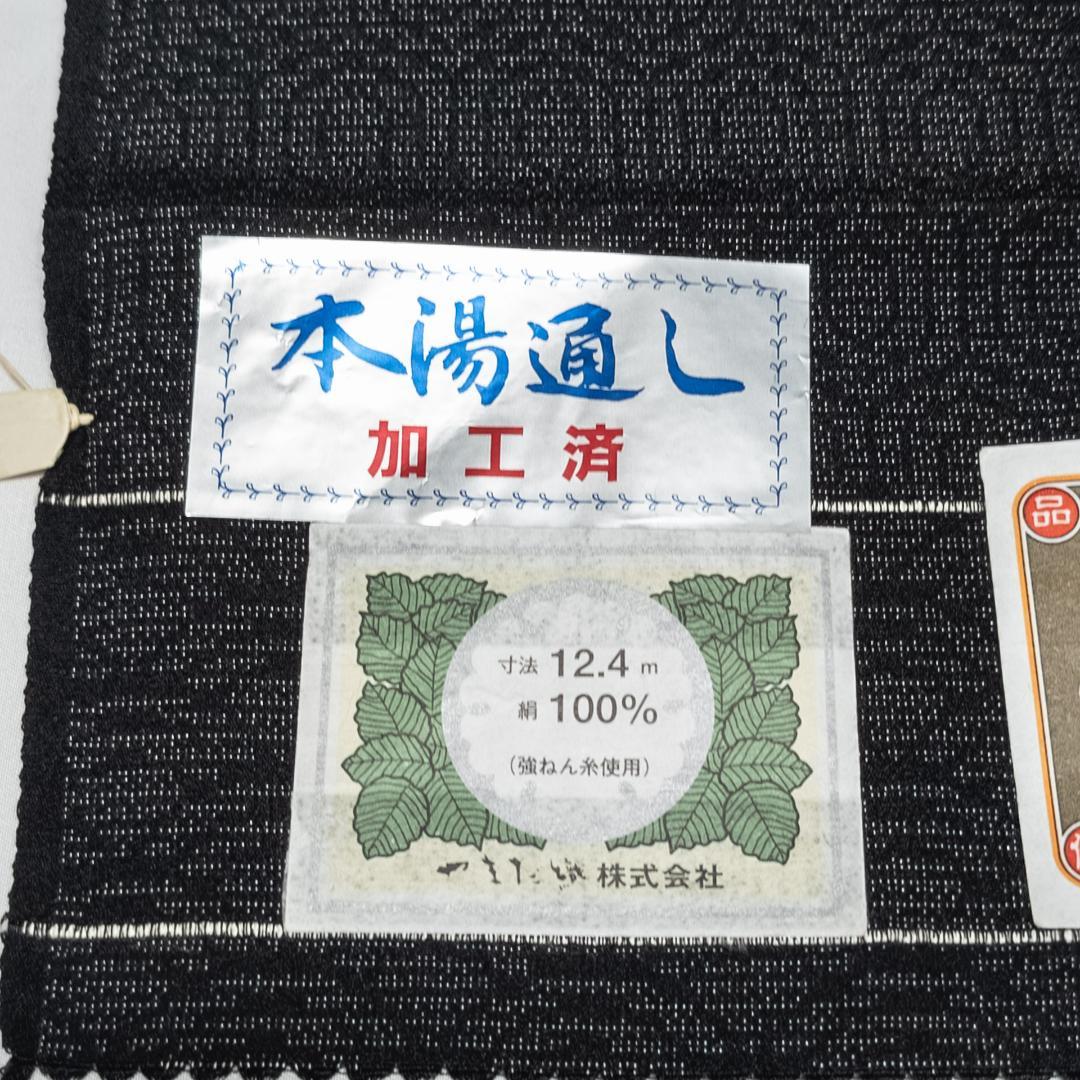 本湯通し
加工済
品
寸法 12.4 m
絹 100%
（強ねん糸使用）
株式会社